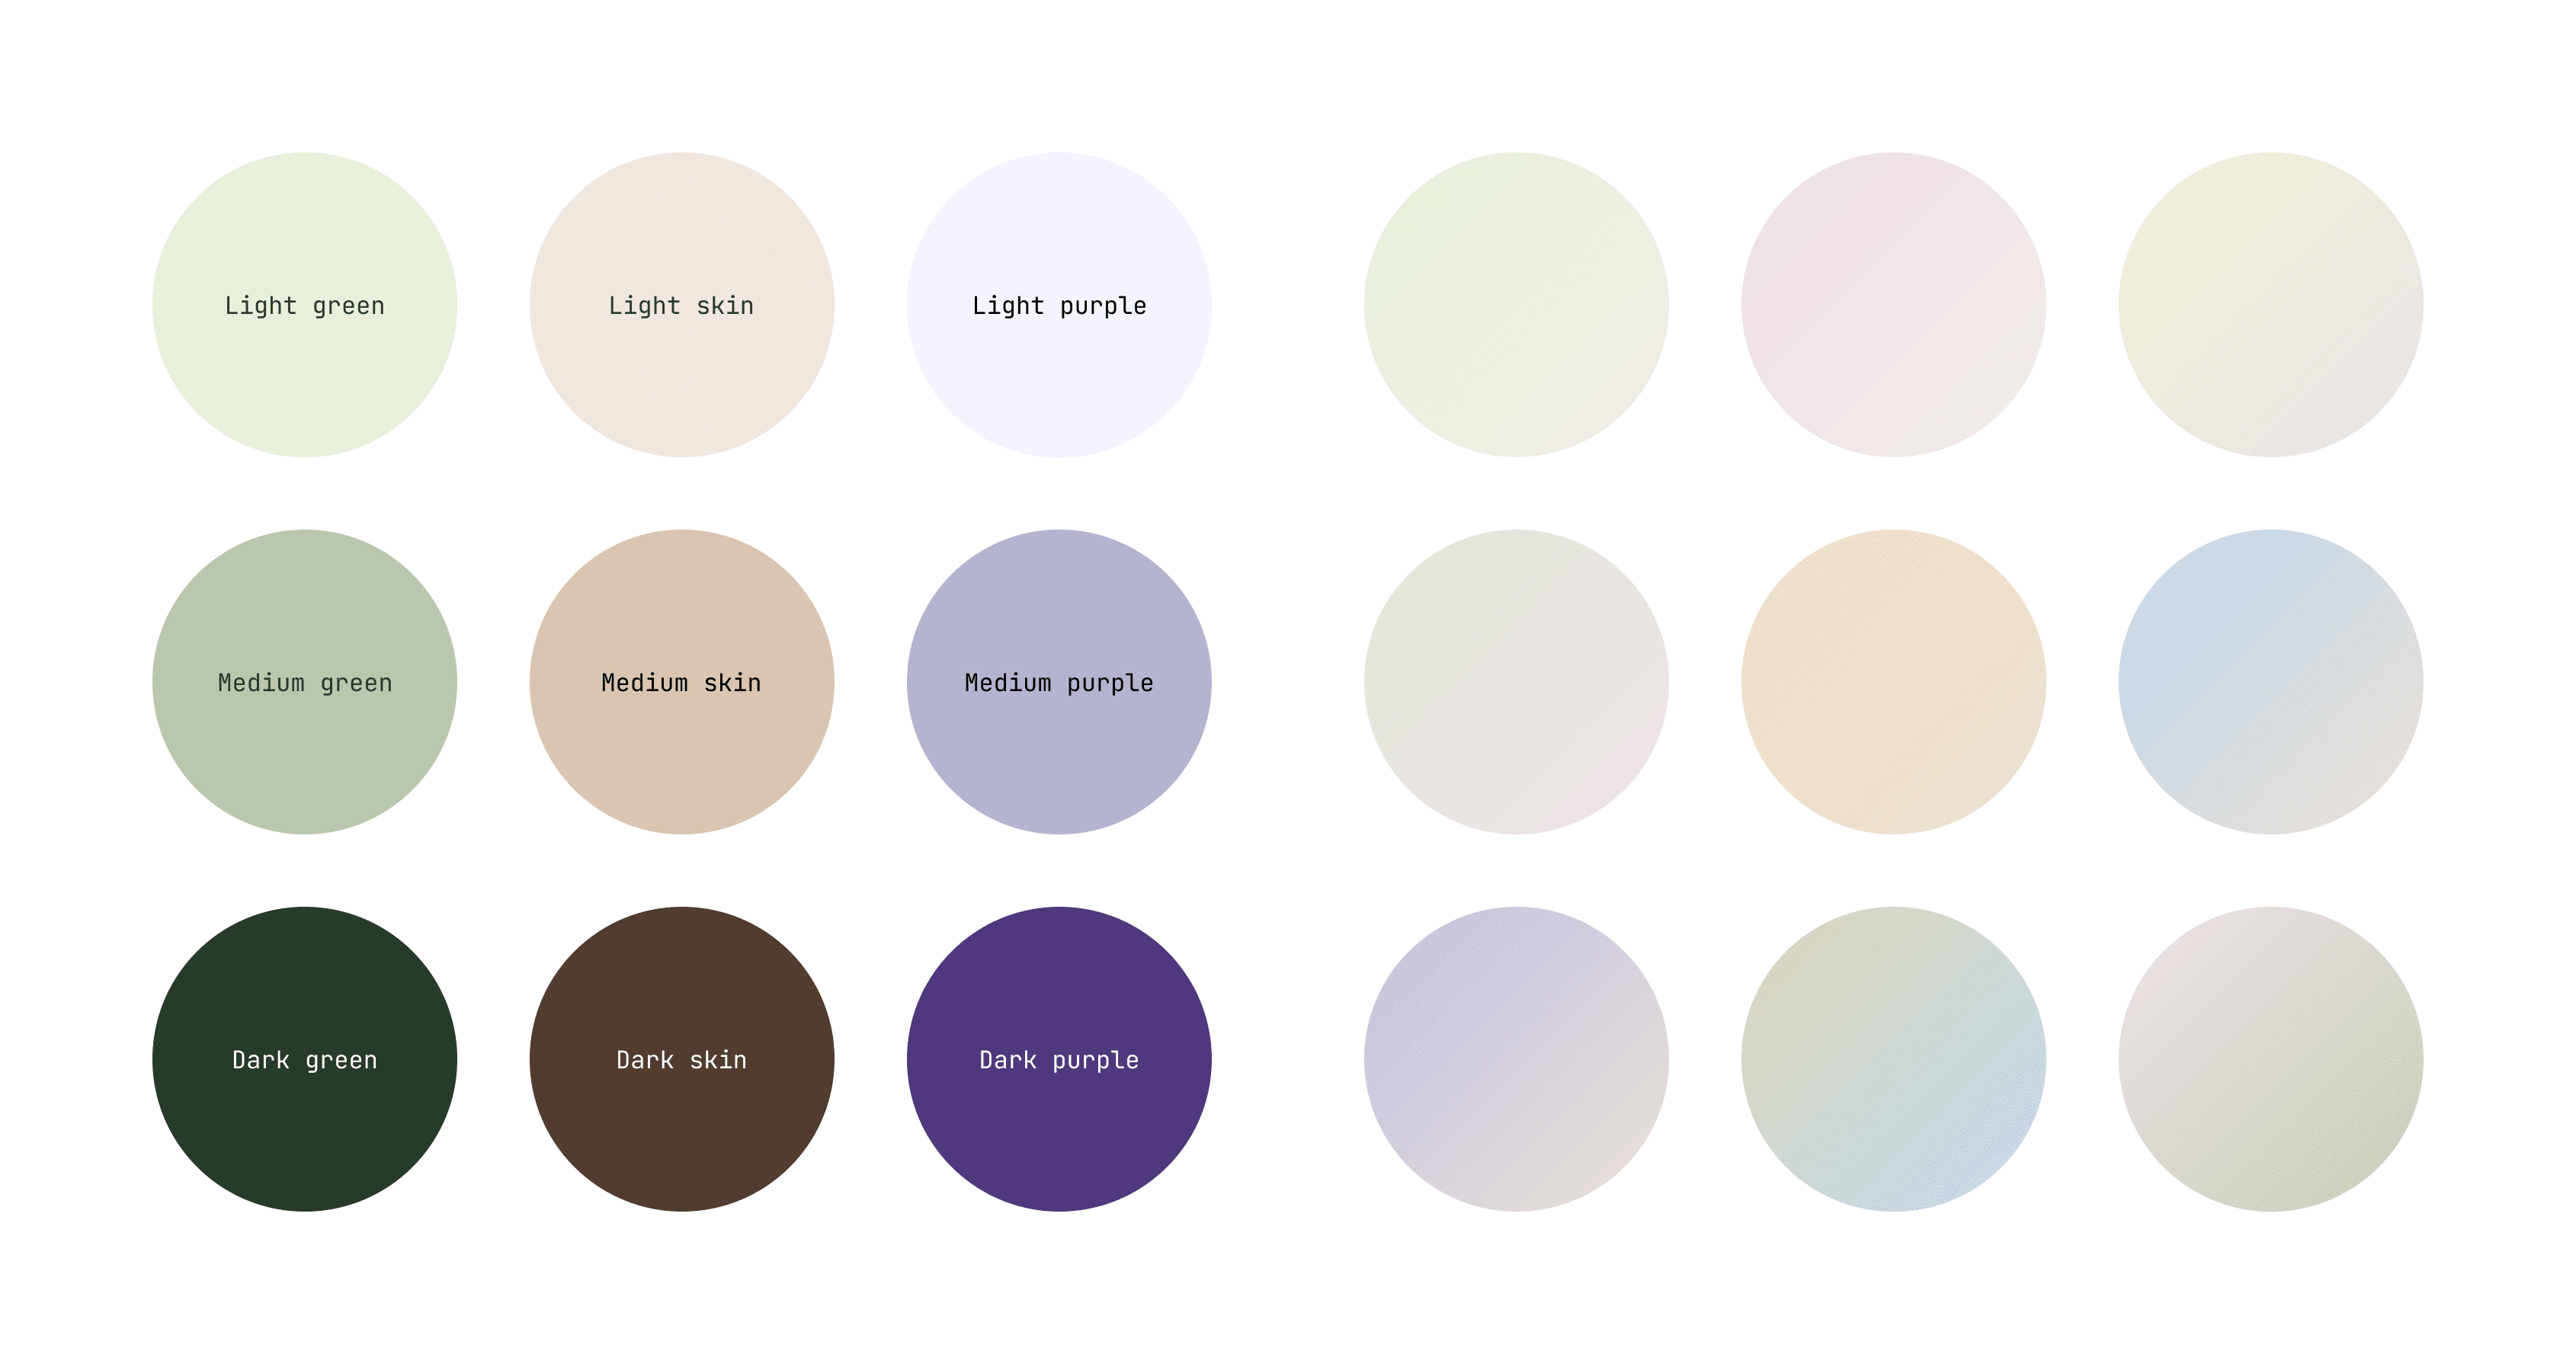 Light green
Light skin
Light purple
Medium green
Medium skin
Medium purple
Dark green
Dark skin
Dark purple